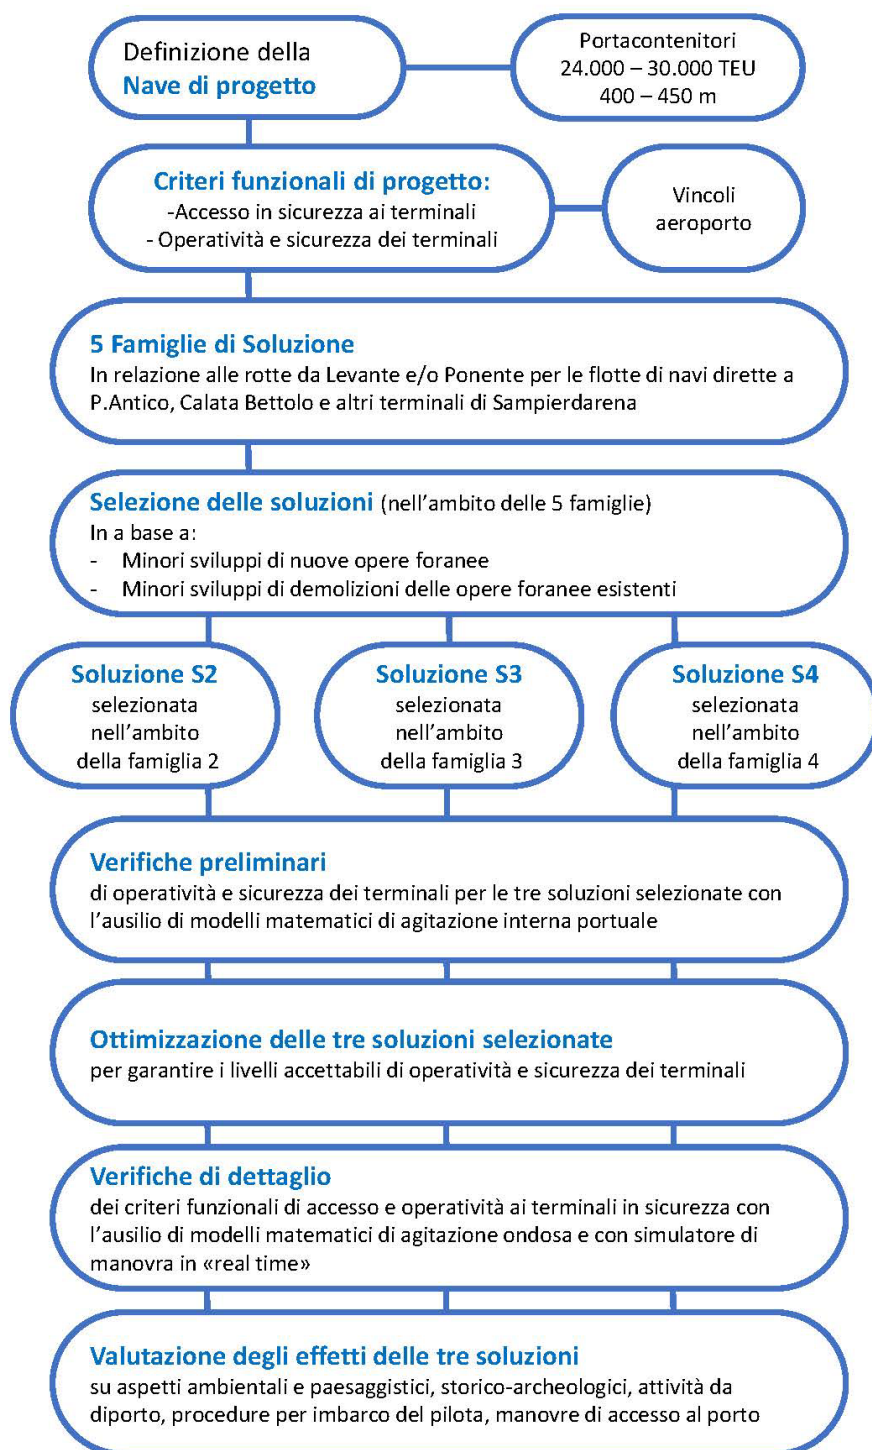 Definizione della
Nave di progetto
Portacontenitori
24.000 – 30.000 TEU
400 – 450 m
Criteri funzionali di progetto:
-Accesso in sicurezza ai terminali
- Operatività e sicurezza dei terminali
Vincoli
aeroporto
5 Famiglie di Soluzione
In relazione alle rotte da Levante e/o Ponente per le flotte di navi dirette a
P.Antico, Calata Bettolo e altri terminali di Sampierdarena
Selezione delle soluzioni (nell'ambito delle 5 famiglie)
In a base a:
- Minori sviluppi di nuove opere foranee
- Minori sviluppi di demolizioni delle opere foranee esistenti
Soluzione S2
selezionata
nell'ambito
della famiglia 2
Soluzione S3
selezionata
nell'ambito
della famiglia 3
Soluzione S4
selezionata
nell'ambito
della famiglia 4
Verifiche preliminari
di operatività e sicurezza dei terminali per le tre soluzioni selezionate con
l'ausilio di modelli matematici di agitazione interna portuale
Ottimizzazione delle tre soluzioni selezionate
per garantire i livelli accettabili di operatività e sicurezza dei terminali
Verifiche di dettaglio
dei criteri funzionali di accesso e operatività ai terminali in sicurezza con
l'ausilio di modelli matematici di agitazione ondosa e con simulatore di
manovra in «real time»
Valutazione degli effetti delle tre soluzioni
su aspetti ambientali e paesaggistici, storico-archeologici, attività da
diporto, procedure per imbarco del pilota, manovre di accesso al porto